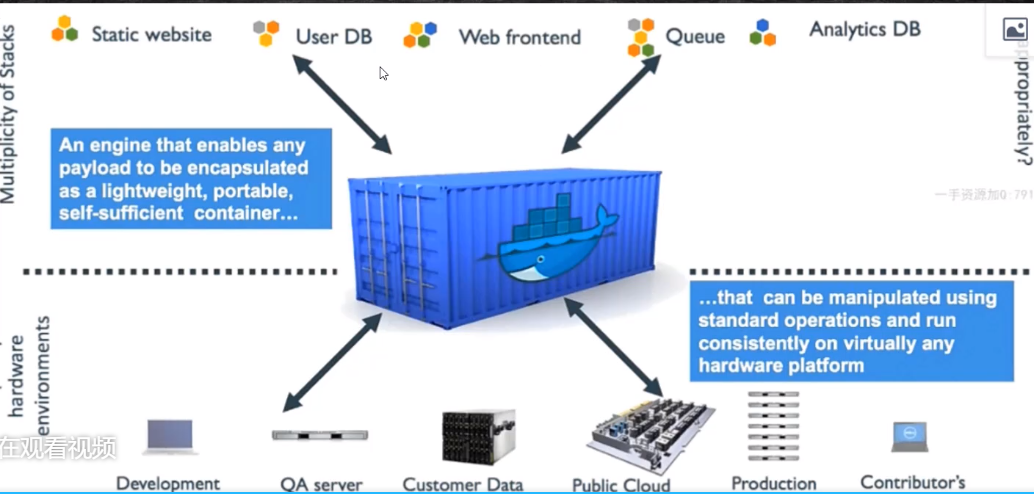 Multiplicity of Stacks
Static website
User DB
Web frontend
Queue
Analytics DB
ppropriately?
An engine that enables any
payload to be encapsulated
as a lightweight, portable,
self-sufficient container…
一手资源加Q:791
…that can be manipulated using
standard operations and run
consistently on virtually any
hardware platform
hardware
environments
在观看视频
Development
QA server
Customer Data
Public Cloud
Production
Contributor's